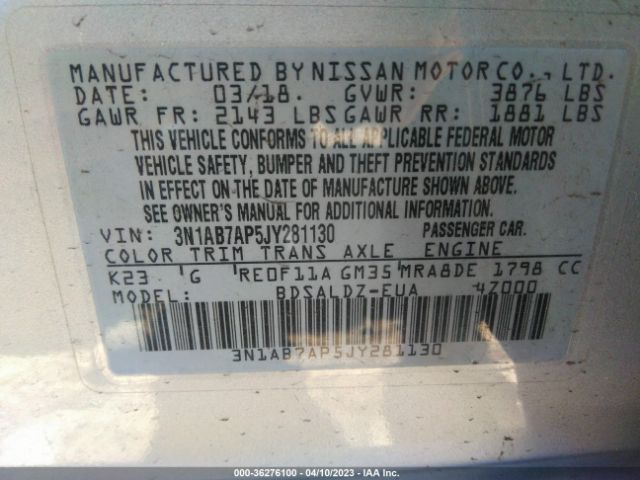 MANUFACTURED BY NISSAN MOTOR CO., LTD.
DATE: 03/18. GVWR: 3876 LBS
GAWR FR: 2143 LBS GAWR RR: 1881 LBS
THIS VEHICLE CONFORMS TO ALL APPLICABLE FEDERAL MOTOR
VEHICLE SAFETY, BUMPER AND THEFT PREVENTION STANDARDS
IN EFFECT ON THE DATE OF MANUFACTURE SHOWN ABOVE.
SEE OWNER'S MANUAL FOR ADDITIONAL INFORMATION.
VIN: 3N1AB7AP5JY281130 PASSENGER CAR.
COLOR TRIM TRANS AXLE ENGINE
K23 G RE0F11A GM35 MRA8DE 1798 CC
MODEL: BDSALDZ-EUA 4Z000
3N1AB7AP5JY281130
000-36276100 - 04/10/2023 - IAA Inc.